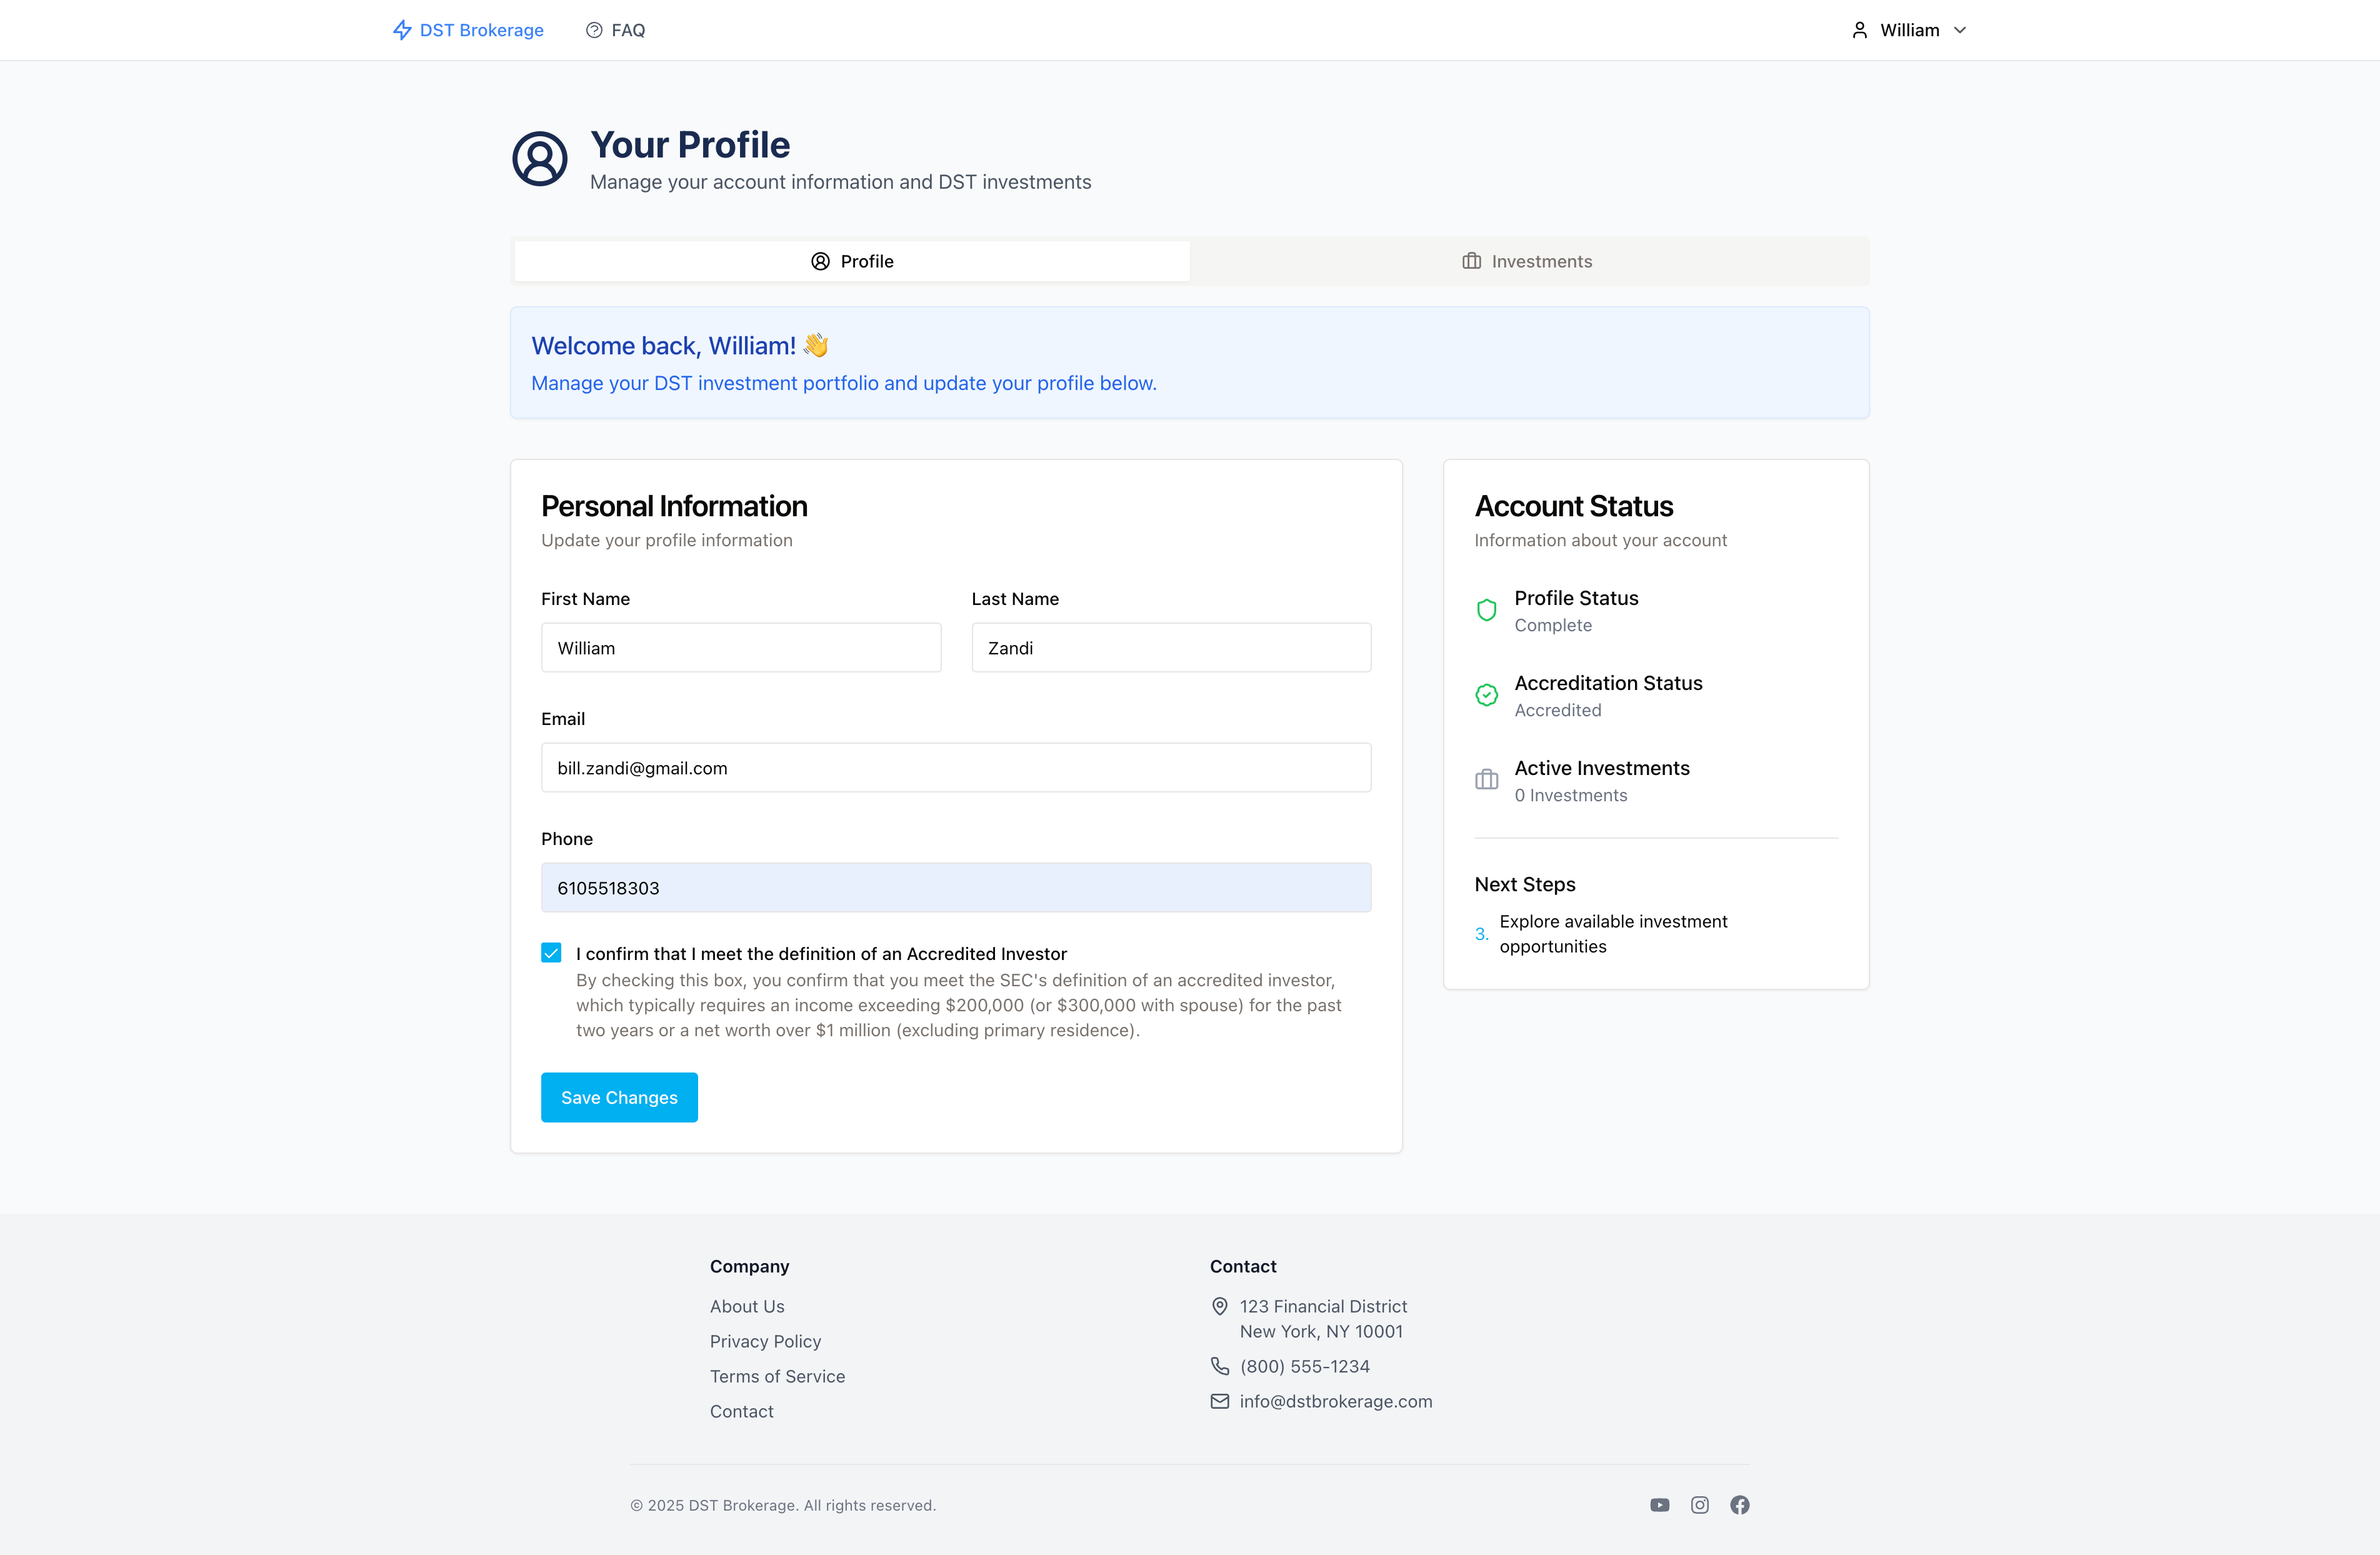 DST Brokerage
FAQ
William
Your Profile
Manage your account information and DST investments
Profile
Investments
Welcome back, William! 👋
Manage your DST investment portfolio and update your profile below.
Personal Information
Update your profile information
First Name
Last Name
William
Zandi
Email
bill.zandi@gmail.com
Phone
6105518303
I confirm that I meet the definition of an Accredited Investor
By checking this box, you confirm that you meet the SEC's definition of an accredited investor,
which typically requires an income exceeding $200,000 (or $300,000 with spouse) for the past
two years or a net worth over $1 million (excluding primary residence).
Save Changes
Account Status
Information about your account
Profile Status
Complete
Accreditation Status
Accredited
Active Investments
0 Investments
Next Steps
3. Explore available investment
opportunities
Company
About Us
Privacy Policy
Terms of Service
Contact
Contact
123 Financial District
New York, NY 10001
(800) 555-1234
info@dstbrokerage.com
© 2025 DST Brokerage. All rights reserved.